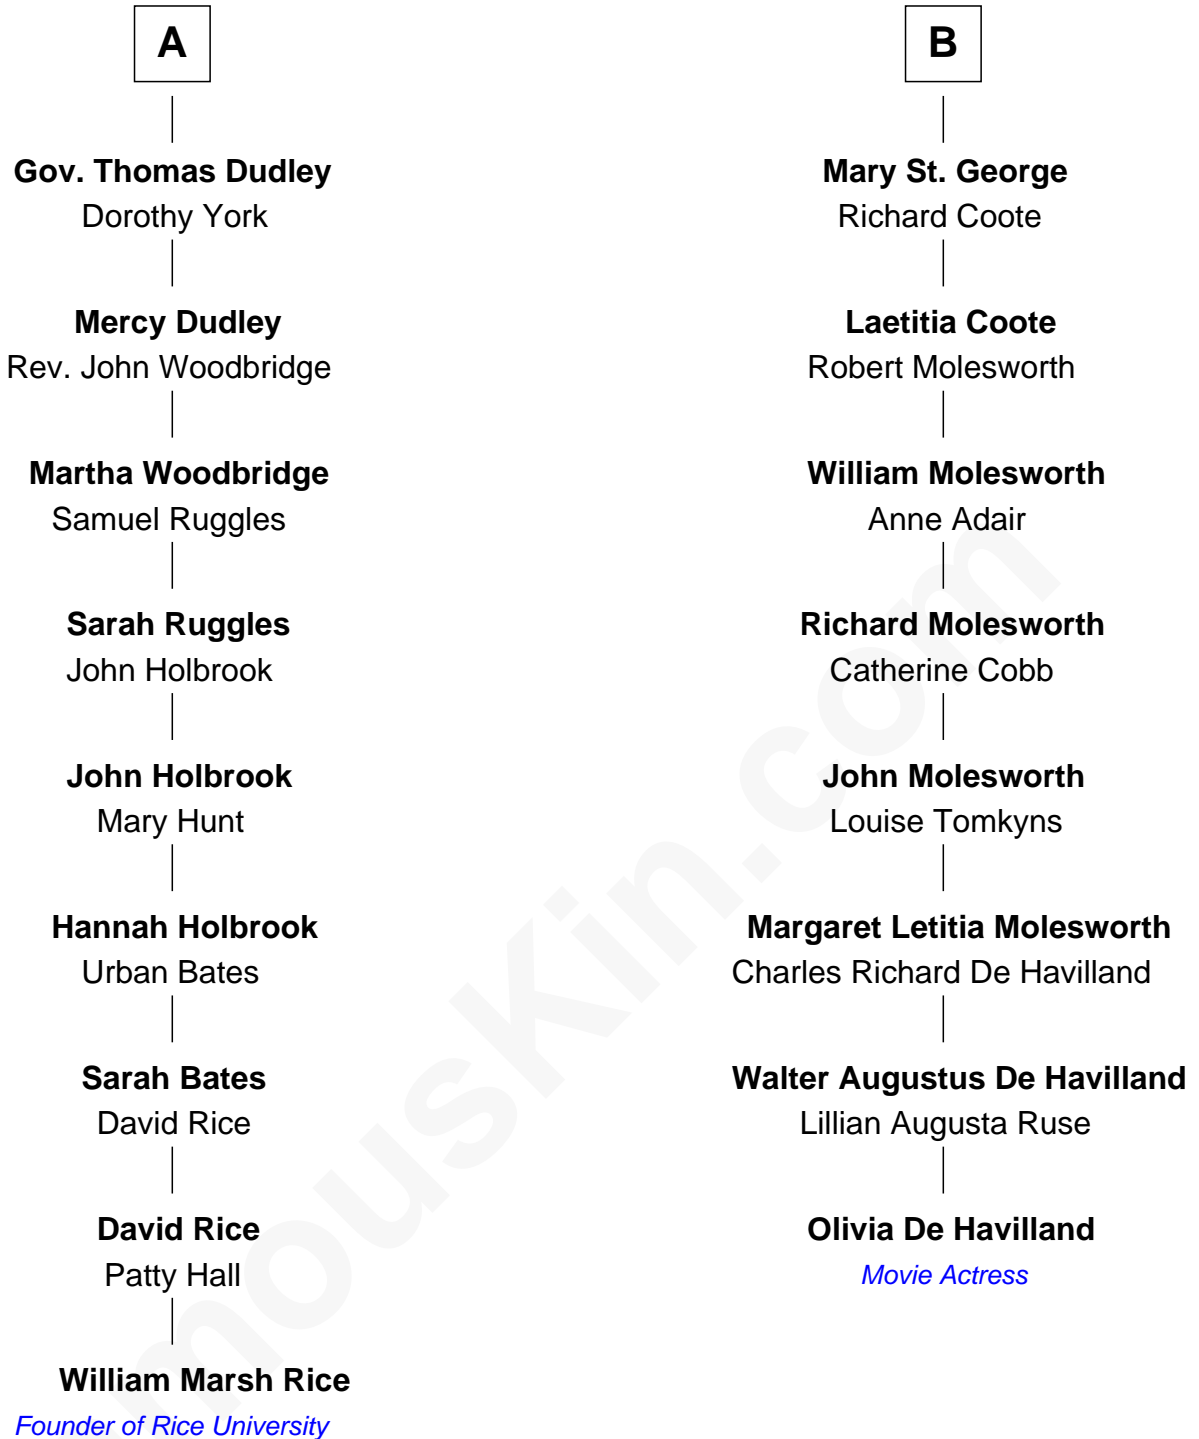 A
Gov. Thomas Dudley
Dorothy York
Mercy Dudley
Rev. John Woodbridge
Martha Woodbridge
Samuel Ruggles
Sarah Ruggles
John Holbrook
John Holbrook
Mary Hunt
Hannah Holbrook
Urban Bates
Sarah Bates
David Rice
David Rice
Patty Hall
William Marsh Rice
Founder of Rice University
B
Mary St. George
Richard Coote
Laetitia Coote
Robert Molesworth
William Molesworth
Anne Adair
Richard Molesworth
Catherine Cobb
John Molesworth
Louise Tomkyns
Margaret Letitia Molesworth
Charles Richard De Havilland
Walter Augustus De Havilland
Lillian Augusta Ruse
Olivia De Havilland
Movie Actress
mousKin.com